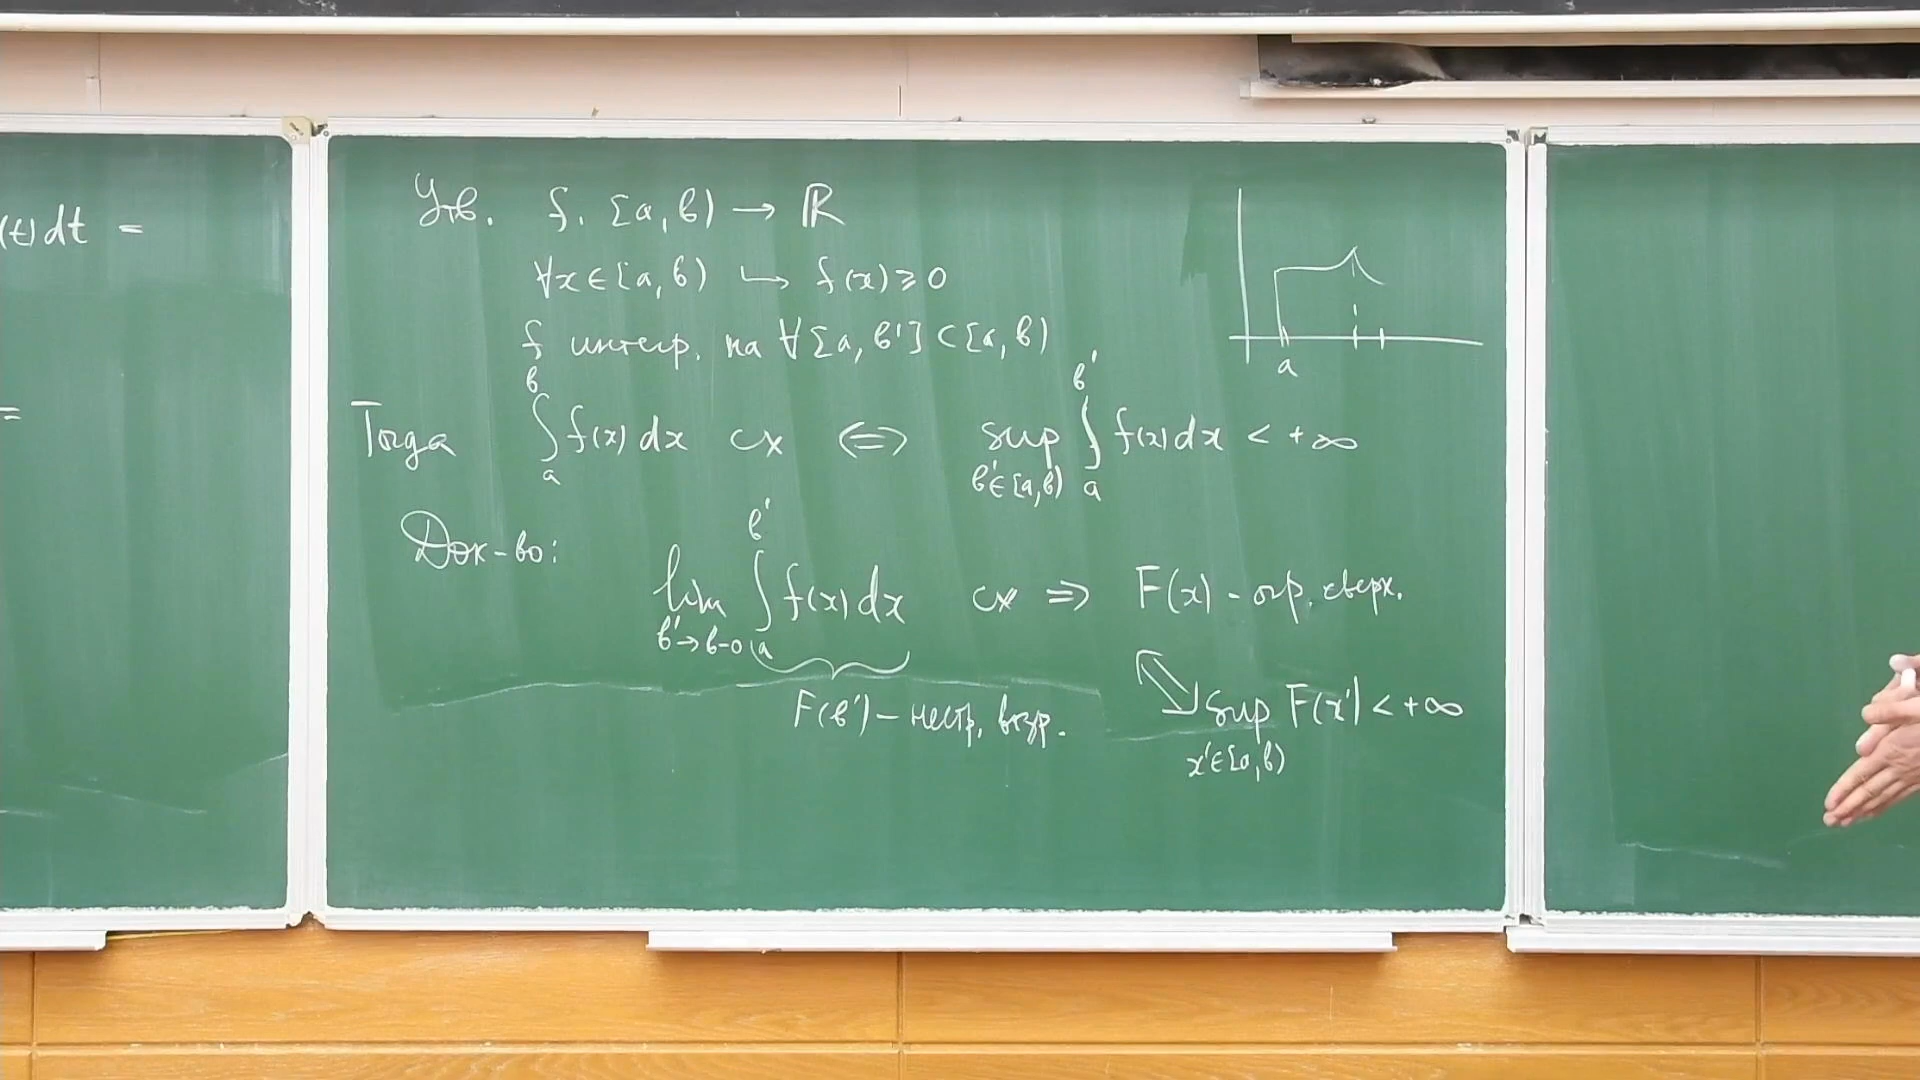 (t)dt =
=
Утв. f: [a, b) → ℝ
∀x ∈ [a, b) ↪ f(x) ≥ 0
f интегр. на ∀ [a, b'] ⊂ [a, b)
a
Тогда ∫_a^b f(x) dx сх ⇔ sup_{b'∈[a,b)} ∫_a^{b'} f(x) dx < +∞
Док-во:
lim_{b'→b-0} ∫_a^{b'} f(x) dx сх ⇒ F(x) - огр. сверх.
F(b') – нестр. возр.
⇔ sup_{x'∈[a,b)} F(x') < +∞